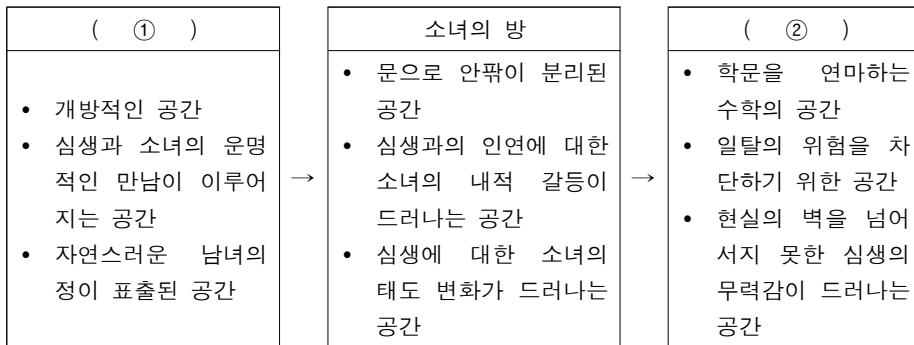 ( ① )
• 개방적인 공간
• 심생과 소녀의 운명
적인 만남이 이루어
지는 공간
• 자연스러운 남녀의
정이 표출된 공간
→
소녀의 방
• 문으로 안팎이 분리된
공간
• 심생과의 인연에 대한
소녀의 내적 갈등이
드러나는 공간
• 심생에 대한 소녀의
태도 변화가 드러나는
공간
→
( ② )
• 학문을 연마하는
수학의 공간
• 일탈의 위험을 차
단하기 위한 공간
• 현실의 벽을 넘어
서지 못한 심생의
무력감이 드러나는
공간